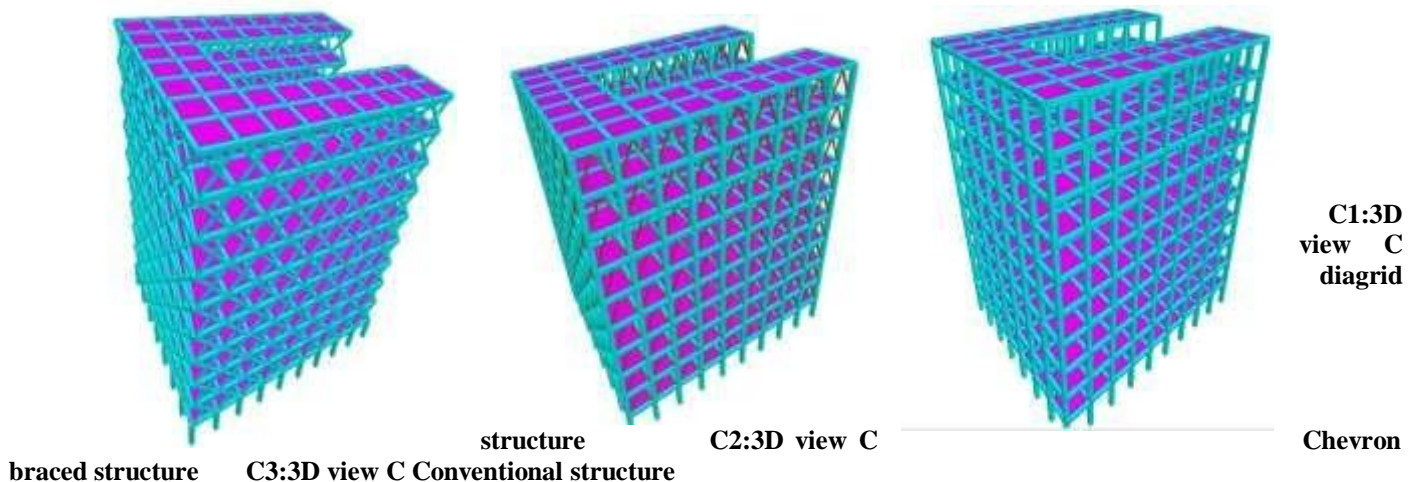 C1:3D
view C
diagrid
structure C2:3D view C Chevron
braced structure C3:3D view C Conventional structure